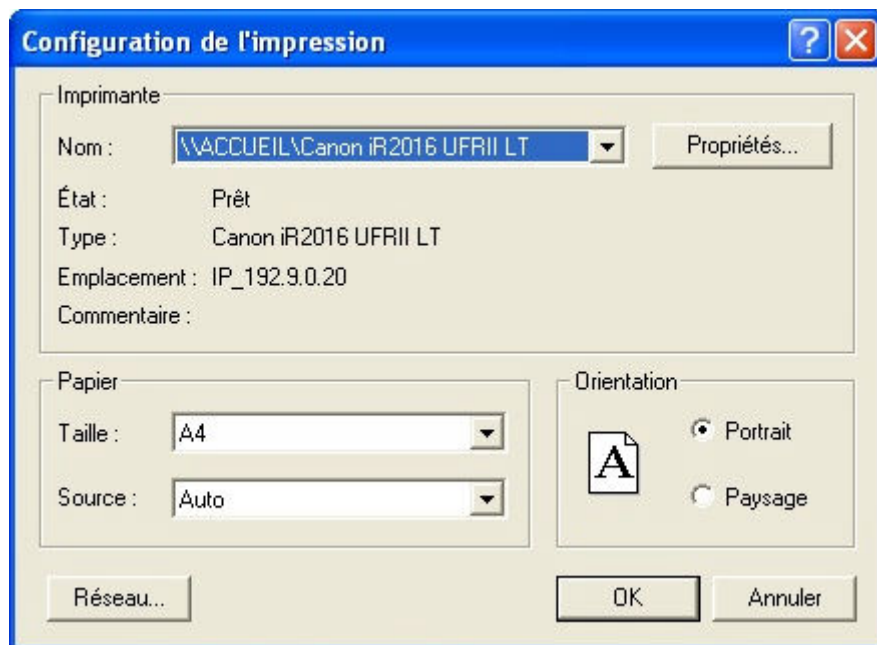 Configuration de l'impression
Imprimante
Nom : \\ACCUEIL\Canon iR2016 UFRII LT Propriétés...
État : Prêt
Type : Canon iR2016 UFRII LT
Emplacement : IP_192.9.0.20
Commentaire :
Papier
Taille : A4
Source : Auto
Orientation
A
Portrait
Paysage
Réseau... OK Annuler